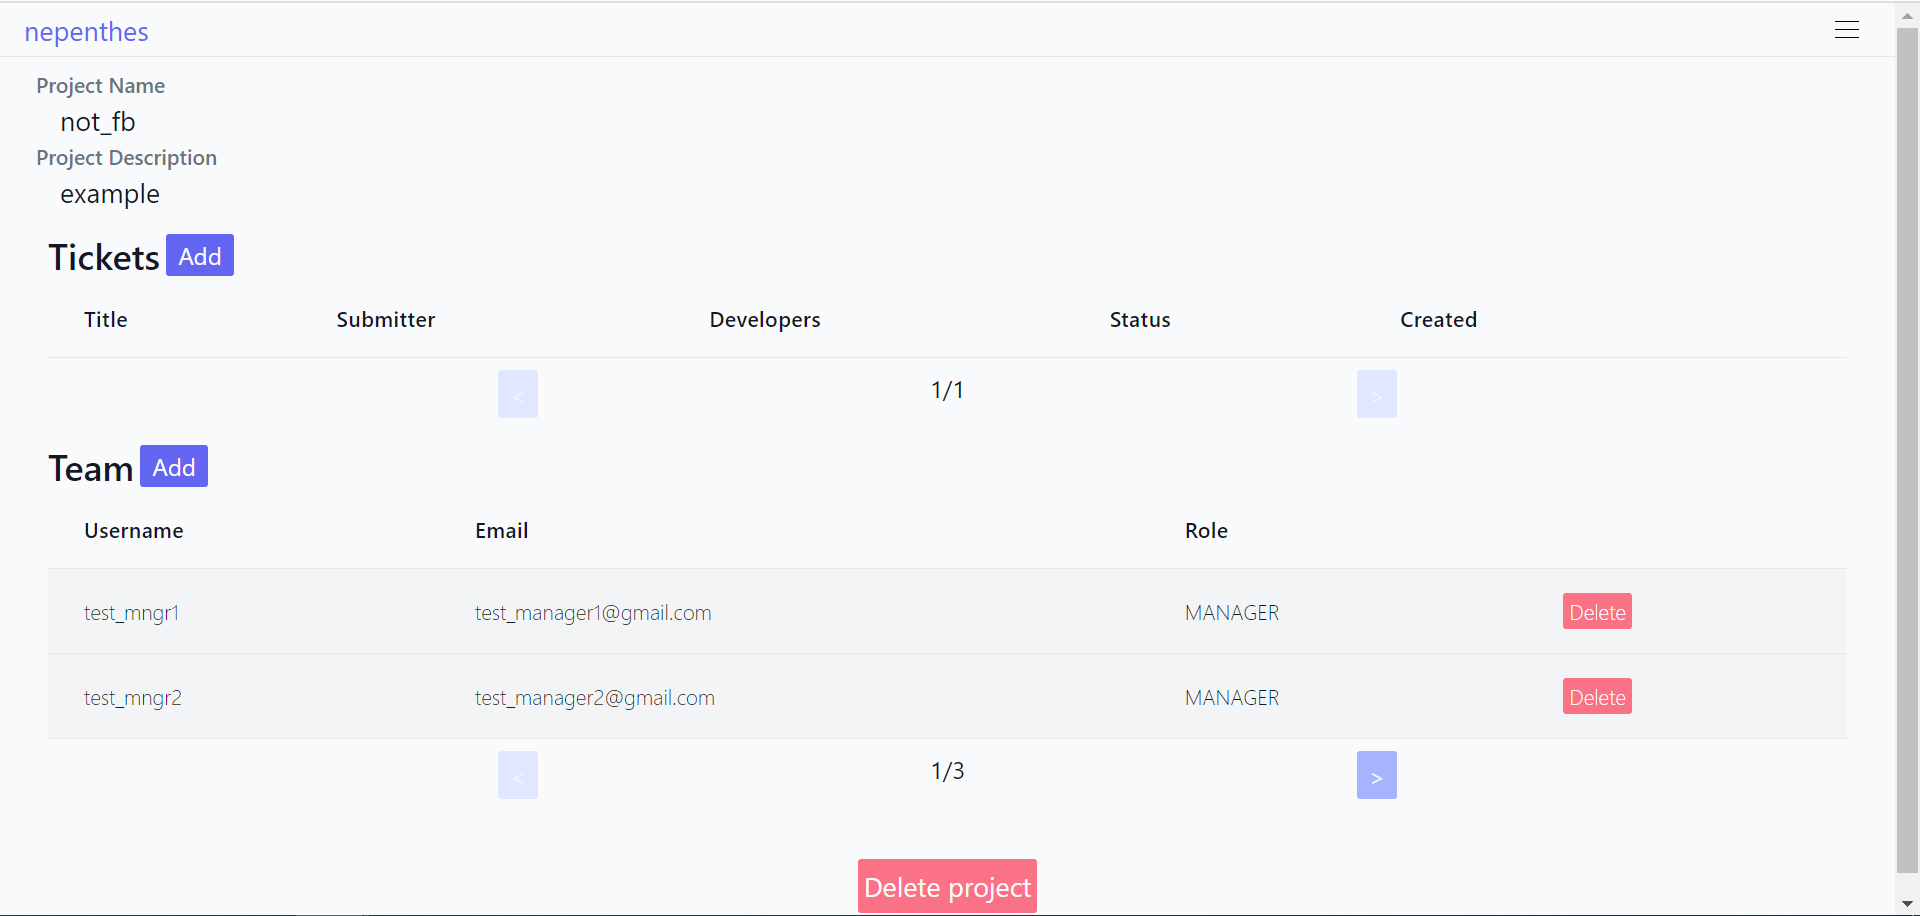 nepenthes
Project Name
not_fb
Project Description
example
Tickets Add
Title Submitter Developers Status Created
< 1/1 >
Team Add
Username Email Role
test_mngr1 test_manager1@gmail.com MANAGER Delete
test_mngr2 test_manager2@gmail.com MANAGER Delete
< 1/3 >
Delete project